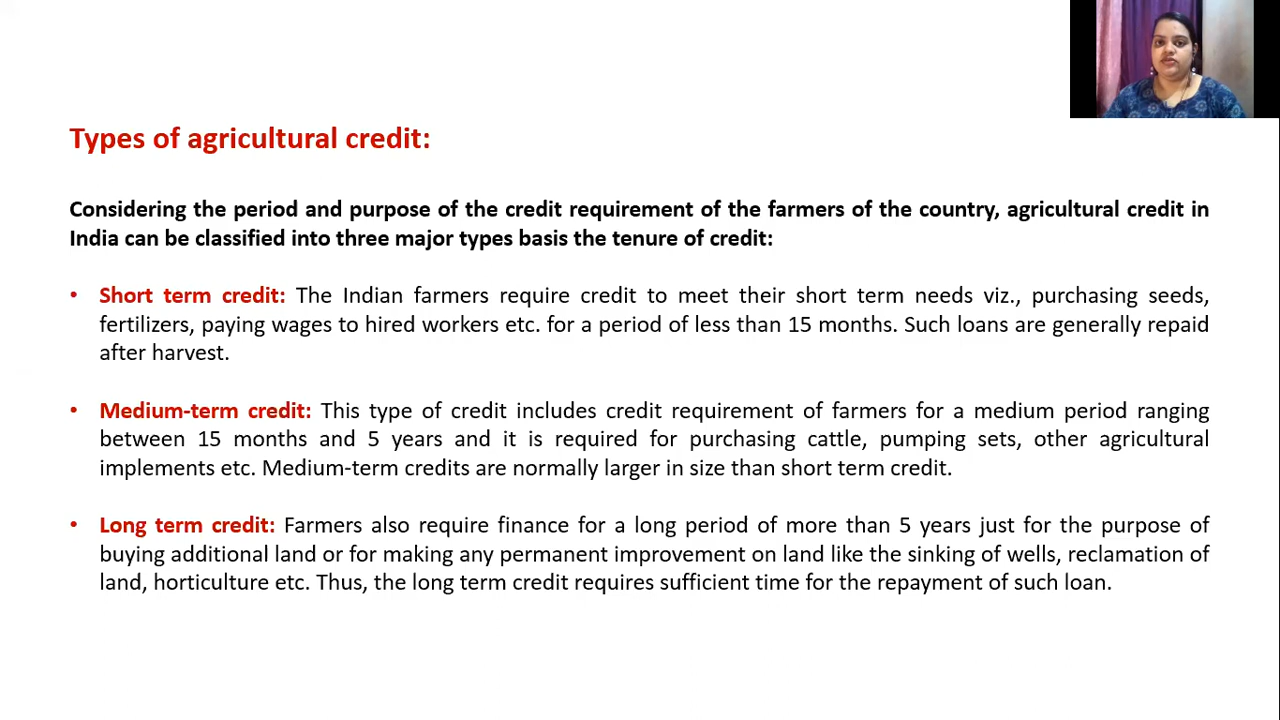 Types of agricultural credit:
Considering the period and purpose of the credit requirement of the farmers of the country, agricultural credit in
India can be classified into three major types basis the tenure of credit:
• Short term credit: The Indian farmers require credit to meet their short term needs viz., purchasing seeds,
fertilizers, paying wages to hired workers etc. for a period of less than 15 months. Such loans are generally repaid
after harvest.
• Medium-term credit: This type of credit includes credit requirement of farmers for a medium period ranging
between 15 months and 5 years and it is required for purchasing cattle, pumping sets, other agricultural
implements etc. Medium-term credits are normally larger in size than short term credit.
• Long term credit: Farmers also require finance for a long period of more than 5 years just for the purpose of
buying additional land or for making any permanent improvement on land like the sinking of wells, reclamation of
land, horticulture etc. Thus, the long term credit requires sufficient time for the repayment of such loan.